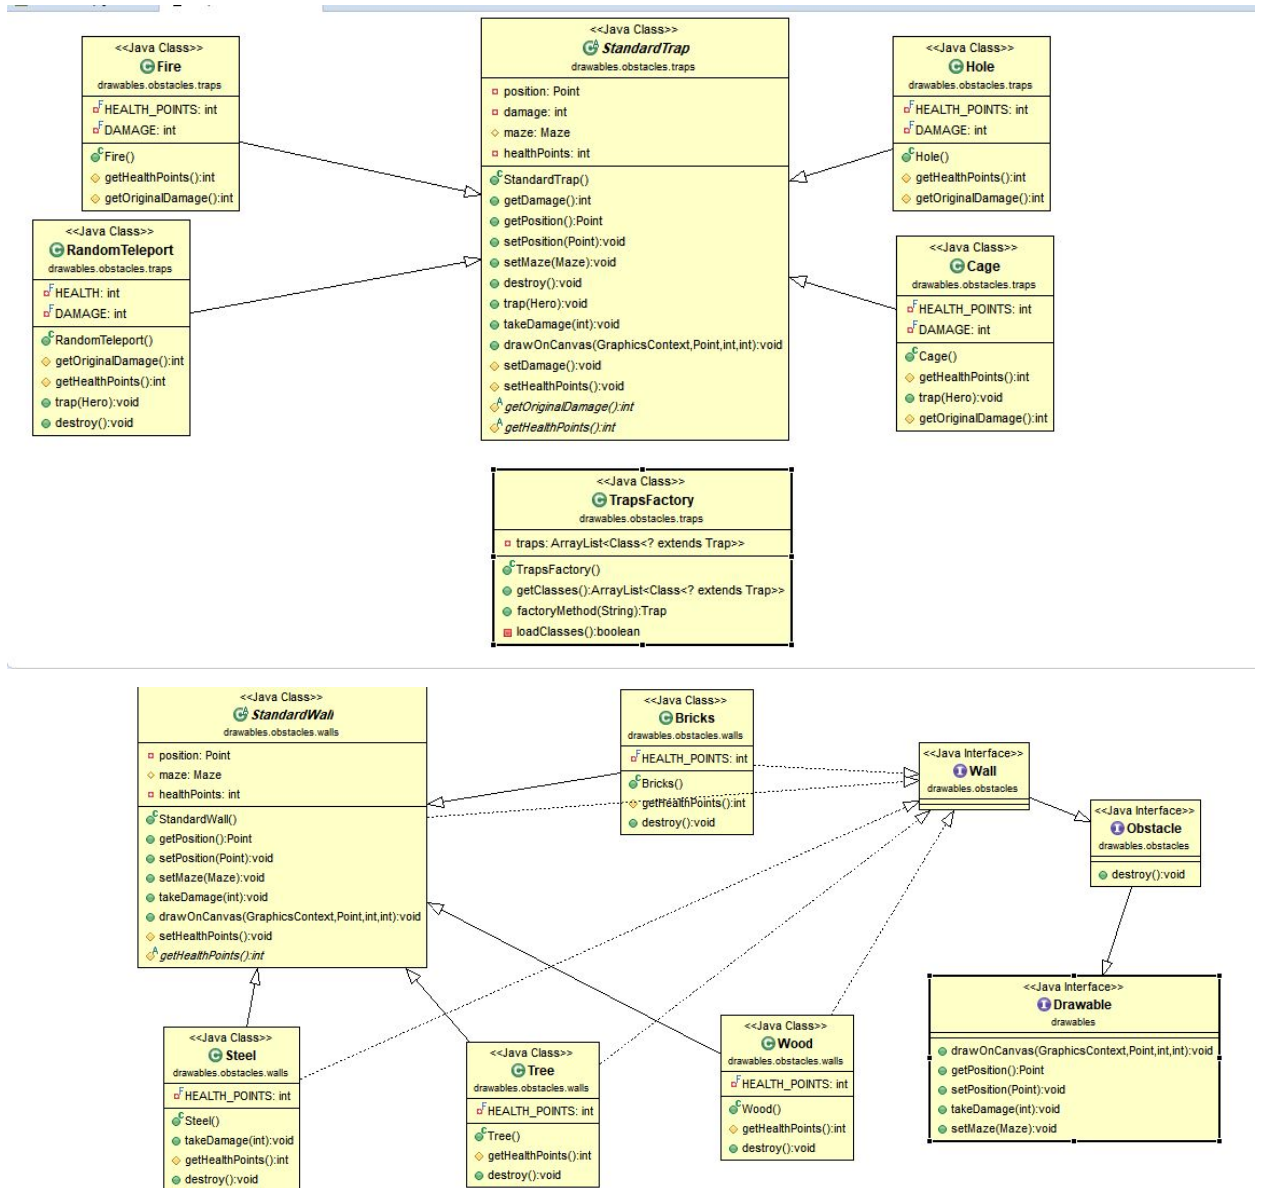 <<Java Class>>
Fire
drawables.obstacles.traps
HEALTH_POINTS: int
DAMAGE: int
Fire()
getHealthPoints():int
getOriginalDamage():int
<<Java Class>>
RandomTeleport
drawables.obstacles.traps
HEALTH: int
DAMAGE: int
RandomTeleport()
getOriginalDamage():int
getHealthPoints():int
trap(Hero):void
destroy():void
<<Java Class>>
StandardTrap
drawables.obstacles.traps
position: Point
damage: int
maze: Maze
healthPoints: int
StandardTrap()
getDamage():int
getPosition():Point
setPosition(Point):void
setMaze(Maze):void
destroy():void
trap(Hero):void
takeDamage(int):void
drawOnCanvas(GraphicsContext,Point,int,int):void
setDamage():void
setHealthPoints():void
getOriginalDamage():int
getHealthPoints():int
<<Java Class>>
Hole
drawables.obstacles.traps
HEALTH_POINTS: int
DAMAGE: int
Hole()
getHealthPoints():int
getOriginalDamage():int
<<Java Class>>
Cage
drawables.obstacles.traps
HEALTH_POINTS: int
DAMAGE: int
Cage()
getHealthPoints():int
trap(Hero):void
getOriginalDamage():int
<<Java Class>>
TrapsFactory
drawables.obstacles.traps
traps: ArrayList<Class<? extends Trap>>
TrapsFactory()
getClasses():ArrayList<Class<? extends Trap>>
factoryMethod(String):Trap
loadClasses():boolean
<<Java Class>>
StandardWall
drawables.obstacles.walls
position: Point
maze: Maze
healthPoints: int
StandardWall()
getPosition():Point
setPosition(Point):void
setMaze(Maze):void
takeDamage(int):void
drawOnCanvas(GraphicsContext,Point,int,int):void
setHealthPoints():void
getHealthPoints():int
<<Java Class>>
Bricks
drawables.obstacles.walls
HEALTH_POINTS: int
Bricks()
getHealthPoints():int
destroy():void
<<Java Interface>>
Wall
drawables.obstacles
<<Java Interface>>
Obstacle
drawables.obstacles
destroy():void
<<Java Interface>>
Drawable
drawables
drawOnCanvas(GraphicsContext,Point,int,int):void
getPosition():Point
setPosition(Point):void
takeDamage(int):void
setMaze(Maze):void
<<Java Class>>
Steel
drawables.obstacles.walls
HEALTH_POINTS: int
Steel()
takeDamage(int):void
getHealthPoints():int
destroy():void
<<Java Class>>
Tree
drawables.obstacles.walls
HEALTH_POINTS: int
Tree()
getHealthPoints():int
destroy():void
<<Java Class>>
Wood
drawables.obstacles.walls
HEALTH_POINTS: int
Wood()
getHealthPoints():int
destroy():void